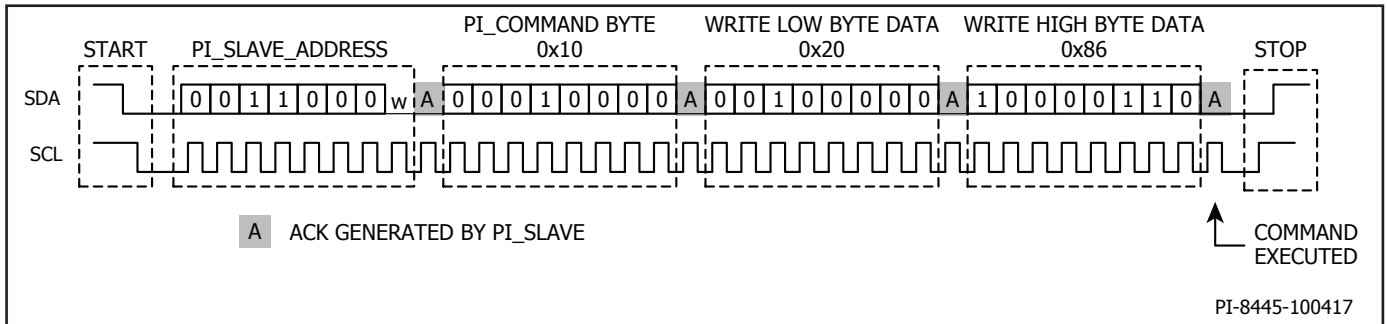 PI_COMMAND BYTE WRITE LOW BYTE DATA WRITE HIGH BYTE DATA
START PI_SLAVE_ADDRESS 0x10 0x20 0x86 STOP
SDA 0 0 1 1 0 0 0 w A 0 0 0 1 0 0 0 0 A 0 0 1 0 0 0 0 0 A 1 0 0 0 0 1 1 0 A
SCL
A ACK GENERATED BY PI_SLAVE
COMMAND
EXECUTED
PI-8445-100417